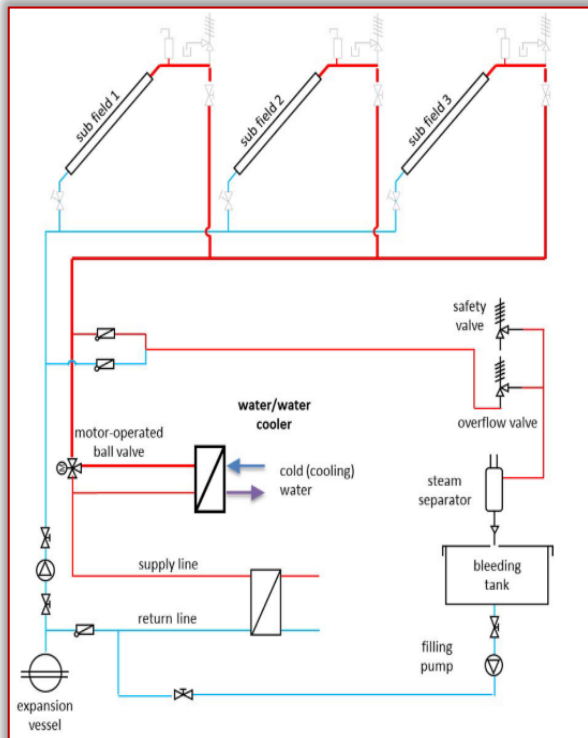 sub field 1
sub field 2
sub field 3
safety
valve
overflow valve
water/water
cooler
motor-operated
ball valve
M
cold (cooling)
water
steam
separator
supply line
bleeding
tank
return line
filling
pump
expansion
vessel